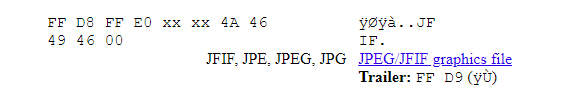 FF D8 FF E0 xx xx 4A 46 ÿØÿà..JF
49 46 00 IF.
JFIF, JPE, JPEG, JPG JPEG/JFIF graphics file
Trailer: FF D9 (ÿÙ)